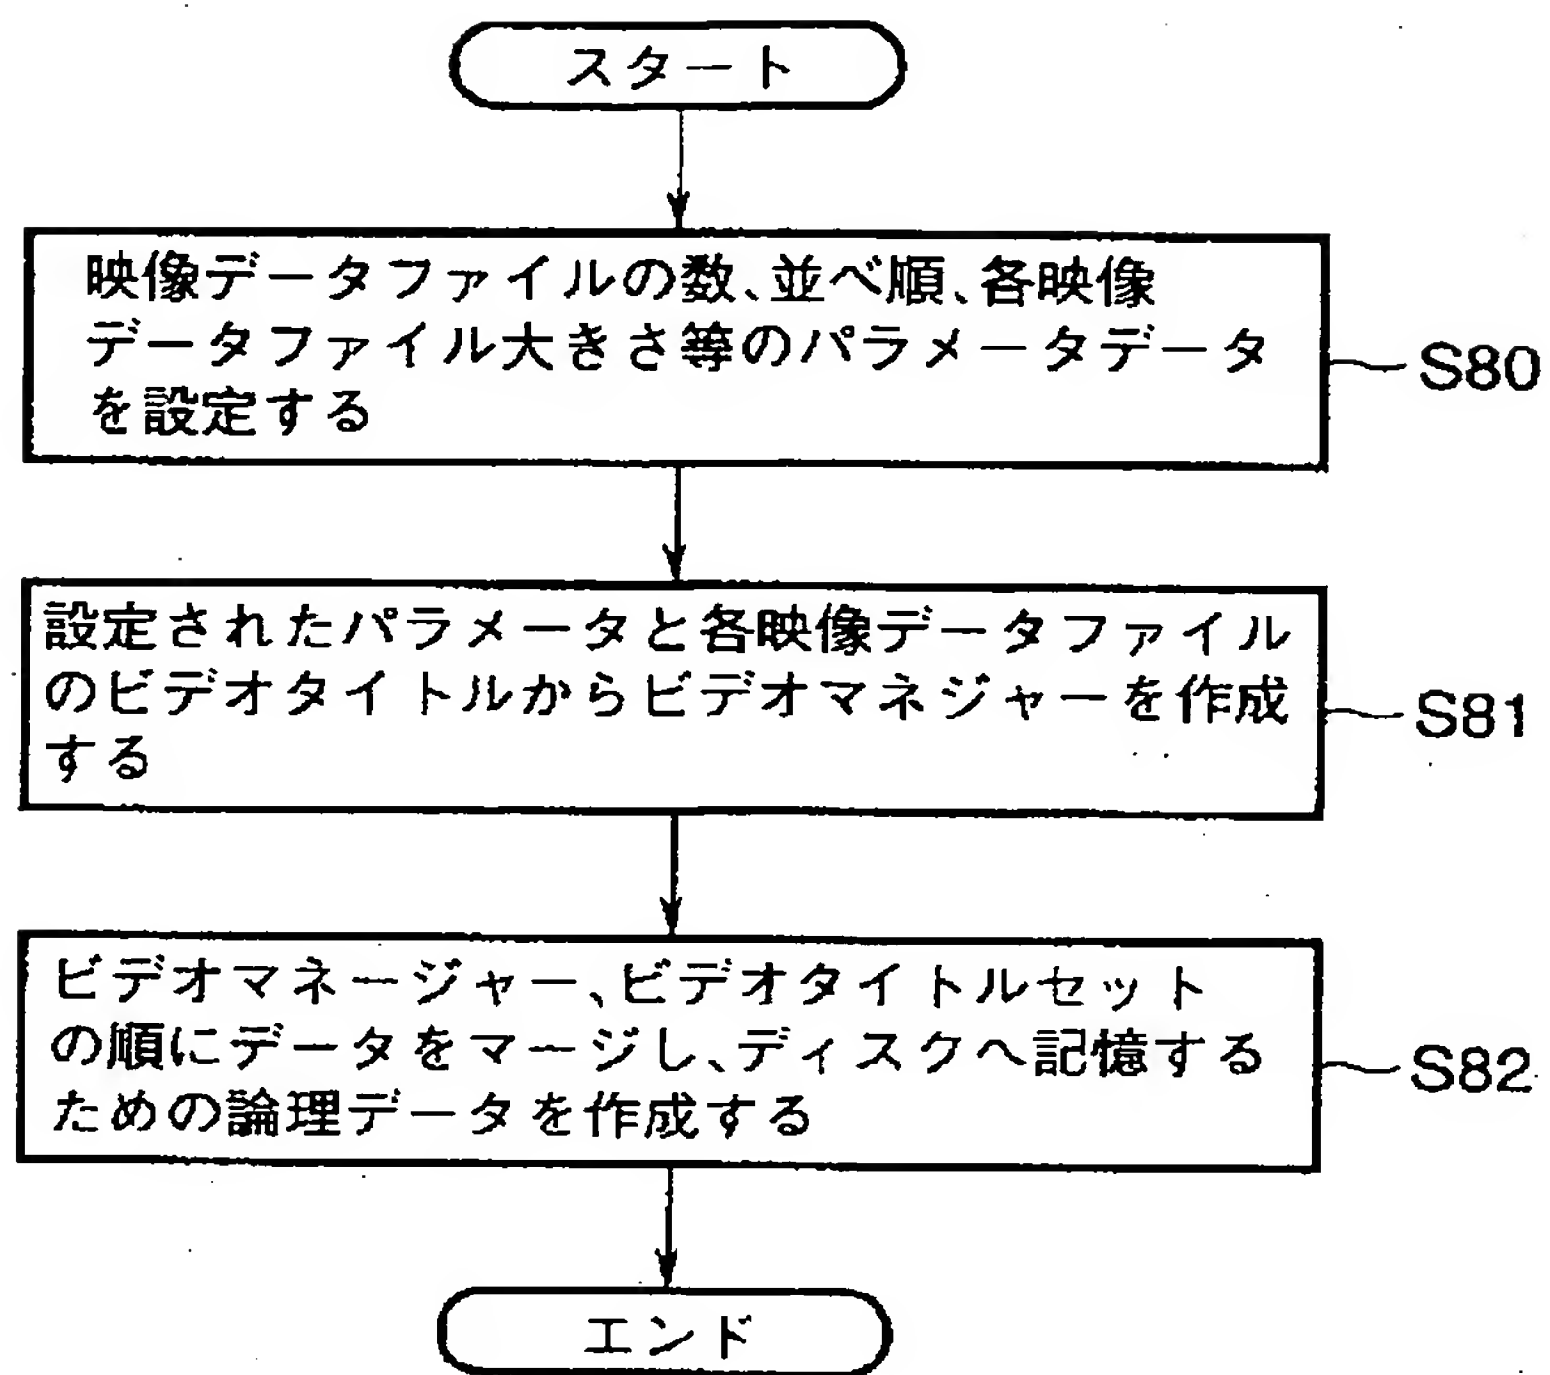 スタート
映像データファイルの数、並べ順、各映像
データファイル大きさ等のパラメータデータ
を設定する
S80
設定されたパラメータと各映像データファイル
のビデオタイトルからビデオマネジャーを作成
する
S81
ビデオマネージャー、ビデオタイトルセット
の順にデータをマージし、ディスクへ記憶する
ための論理データを作成する
S82
エンド